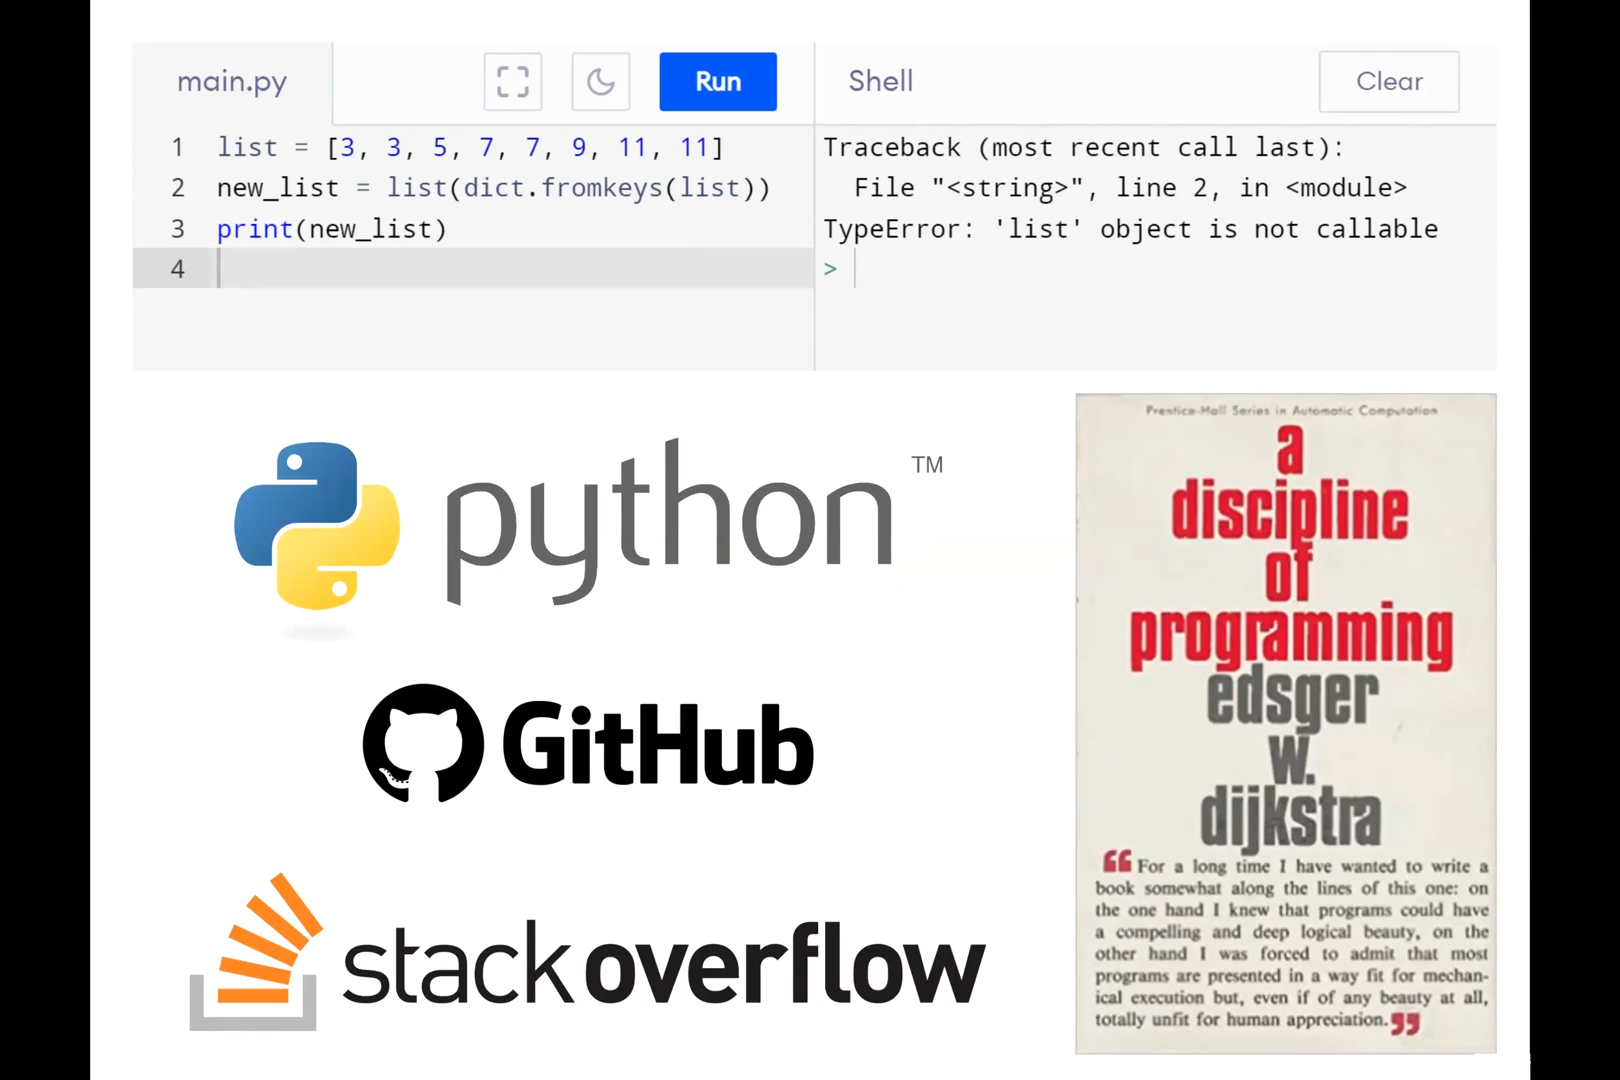 main.py
Run
Shell
Clear
1 list = [3, 3, 5, 7, 7, 9, 11, 11]
2 new_list = list(dict.fromkeys(list))
3 print(new_list)
4
Traceback (most recent call last):
File "<string>", line 2, in <module>
TypeError: 'list' object is not callable
>
python TM
GitHub
stackoverflow
Prentice-Hall Series in Automatic Computation
a
discipline
of
programming
edsger
w.
dijkstra
“For a long time I have wanted to write a
book somewhat along the lines of this one: on
the one hand I knew that programs could have
a compelling and deep logical beauty, on the
other hand I was forced to admit that most
programs are presented in a way fit for mechan-
ical execution but, even if of any beauty at all,
totally unfit for human appreciation.”